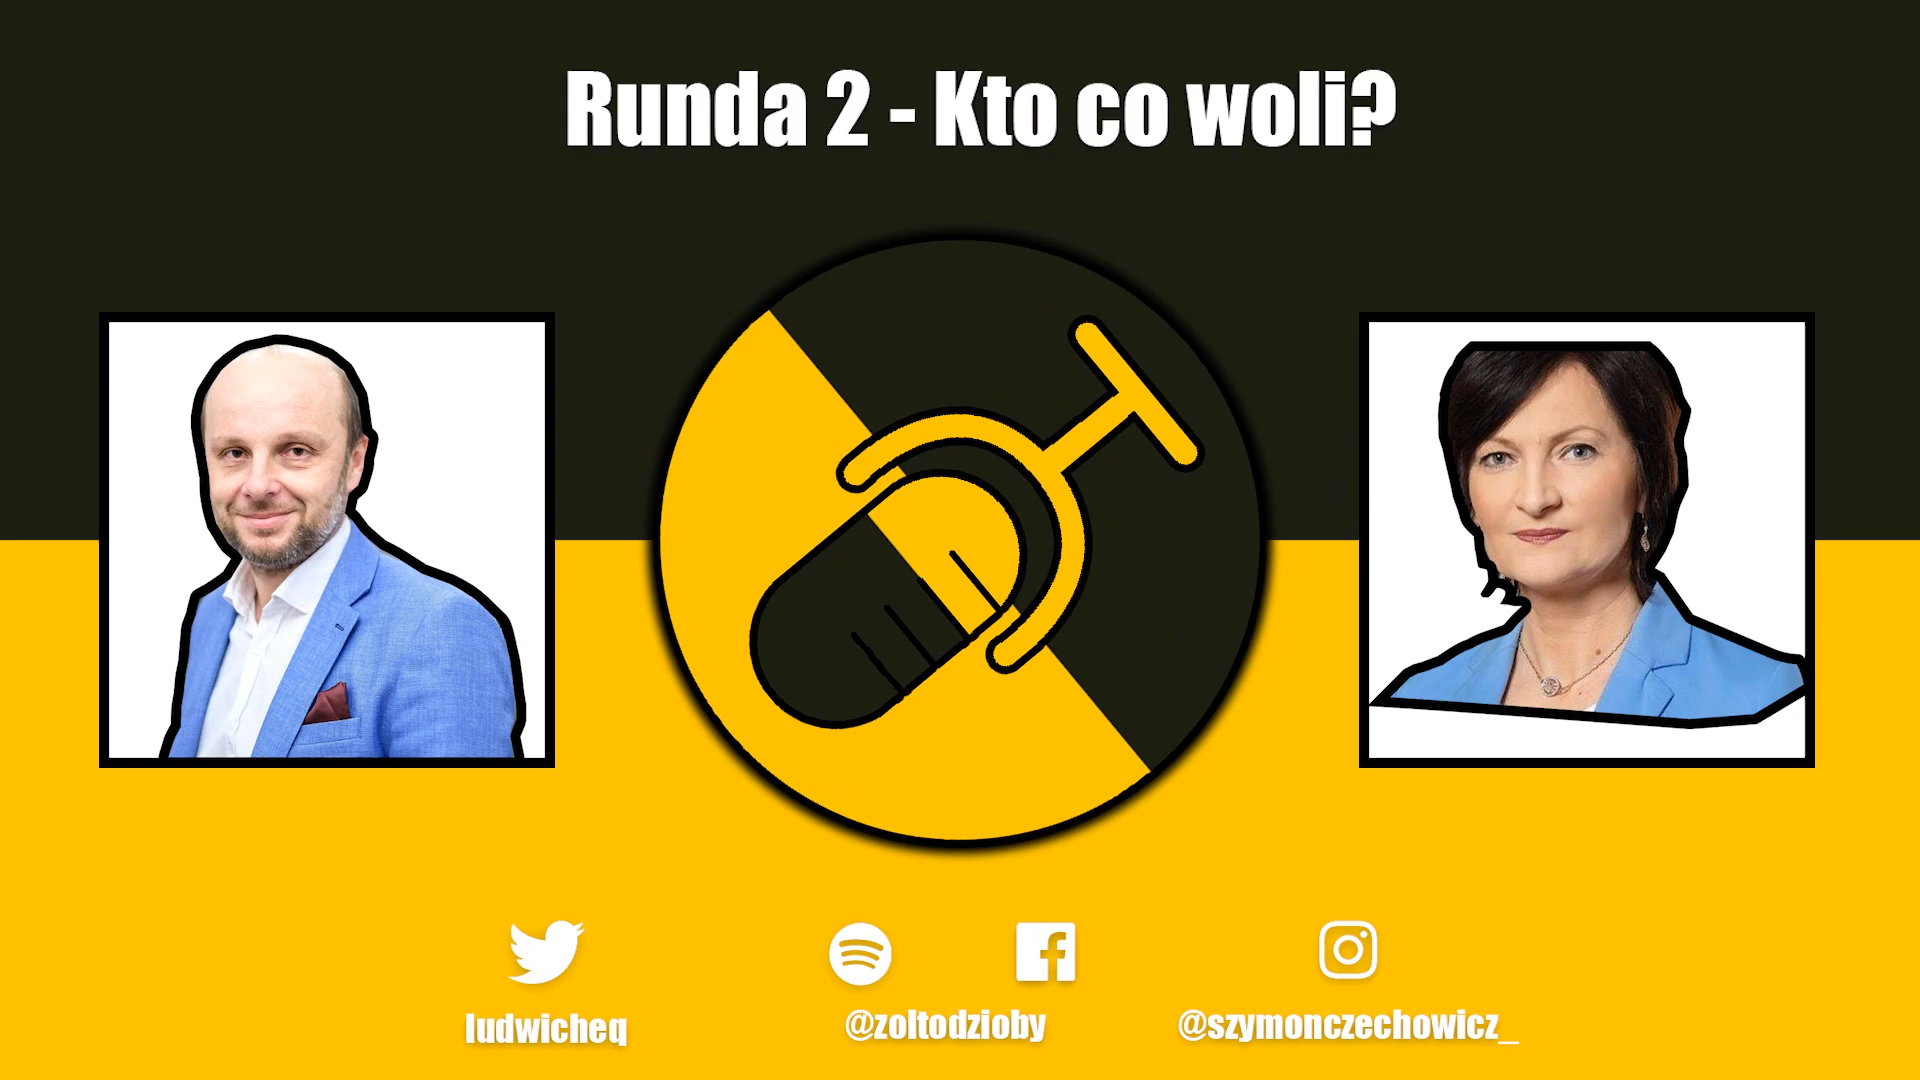 Runda 2 - Kto co woli?
ludwicheq
@zoltodzioby
@szymonczechowicz_